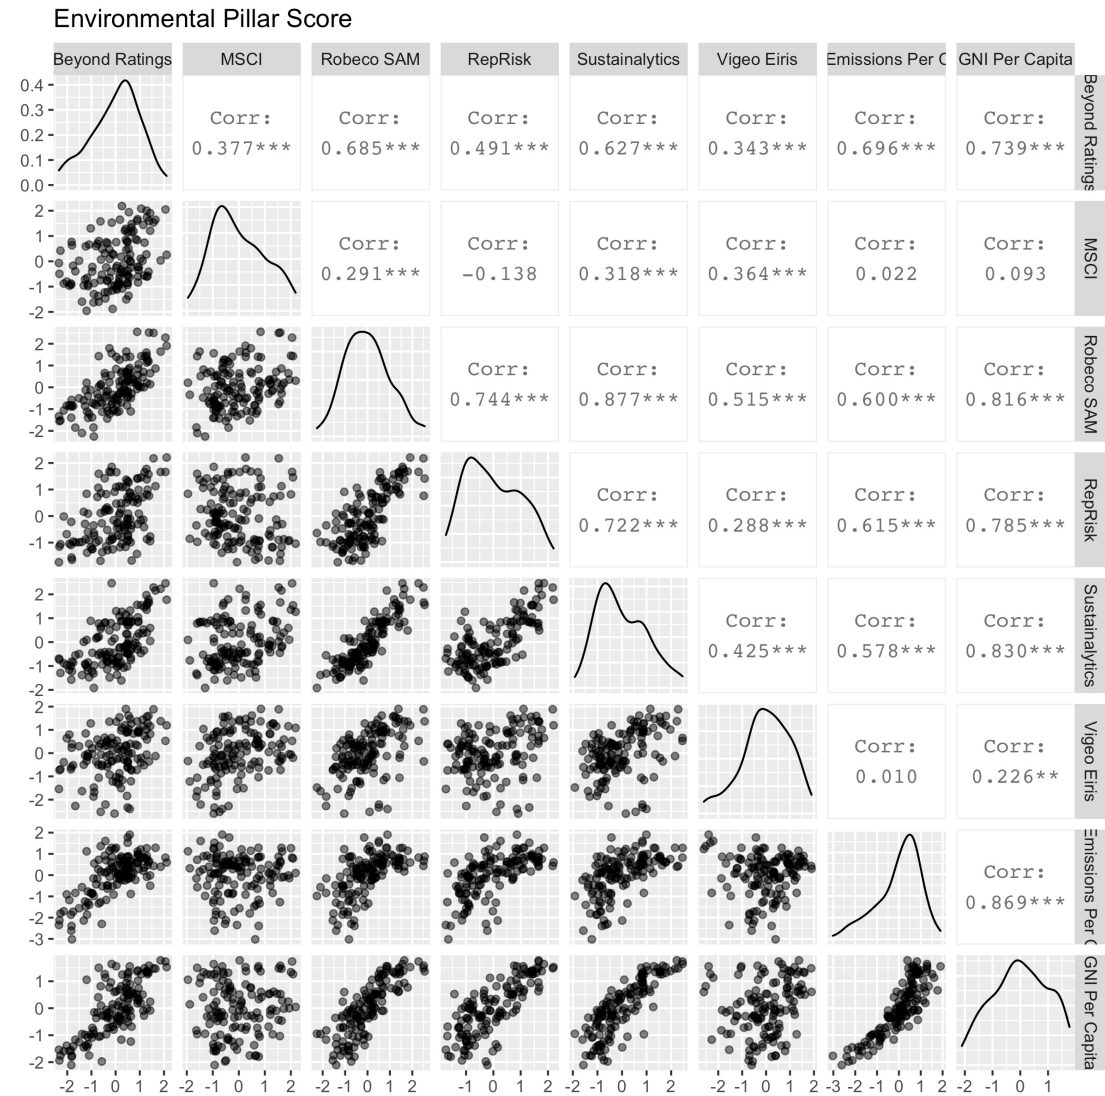 Environmental Pillar Score
Beyond Ratings MSCI Robeco SAM RepRisk Sustainalytics Vigeo Eiris Emissions Per C GNI Per Capita
0.4
0.3
0.2
0.1
0.0
Corr: Corr: Corr: Corr: Corr: Corr: Corr:
0.377*** 0.685*** 0.491*** 0.627*** 0.343*** 0.696*** 0.739***
Beyond Ratings
2
1
0
-1
-2
Corr: Corr: Corr: Corr: Corr: Corr:
0.291*** -0.138 0.318*** 0.364*** 0.022 0.093
MSCI
2
1
0
-1
-2
Corr: Corr: Corr: Corr: Corr:
0.744*** 0.877*** 0.515*** 0.600*** 0.816***
Robeco SAM
2
1
0
-1
Corr: Corr: Corr: Corr:
0.722*** 0.288*** 0.615*** 0.785***
RepRisk
2
1
0
-1
-2
Corr: Corr: Corr:
0.425*** 0.578*** 0.830***
Sustainalytics
2
1
0
-1
-2
Corr: Corr:
0.010 0.226**
Vigeo Eiris
2
1
0
-1
-2
-3
Corr:
0.869***
Emissions Per C
1
0
-1
-2
GNI Per Capita
-2 -1 0 1 2 -2 -1 0 1 2 -2 -1 0 1 2 -1 0 1 2 -2 -1 0 1 2 -2 -1 0 1 2 -3 -2 -1 0 1 2 -2 -1 0 1